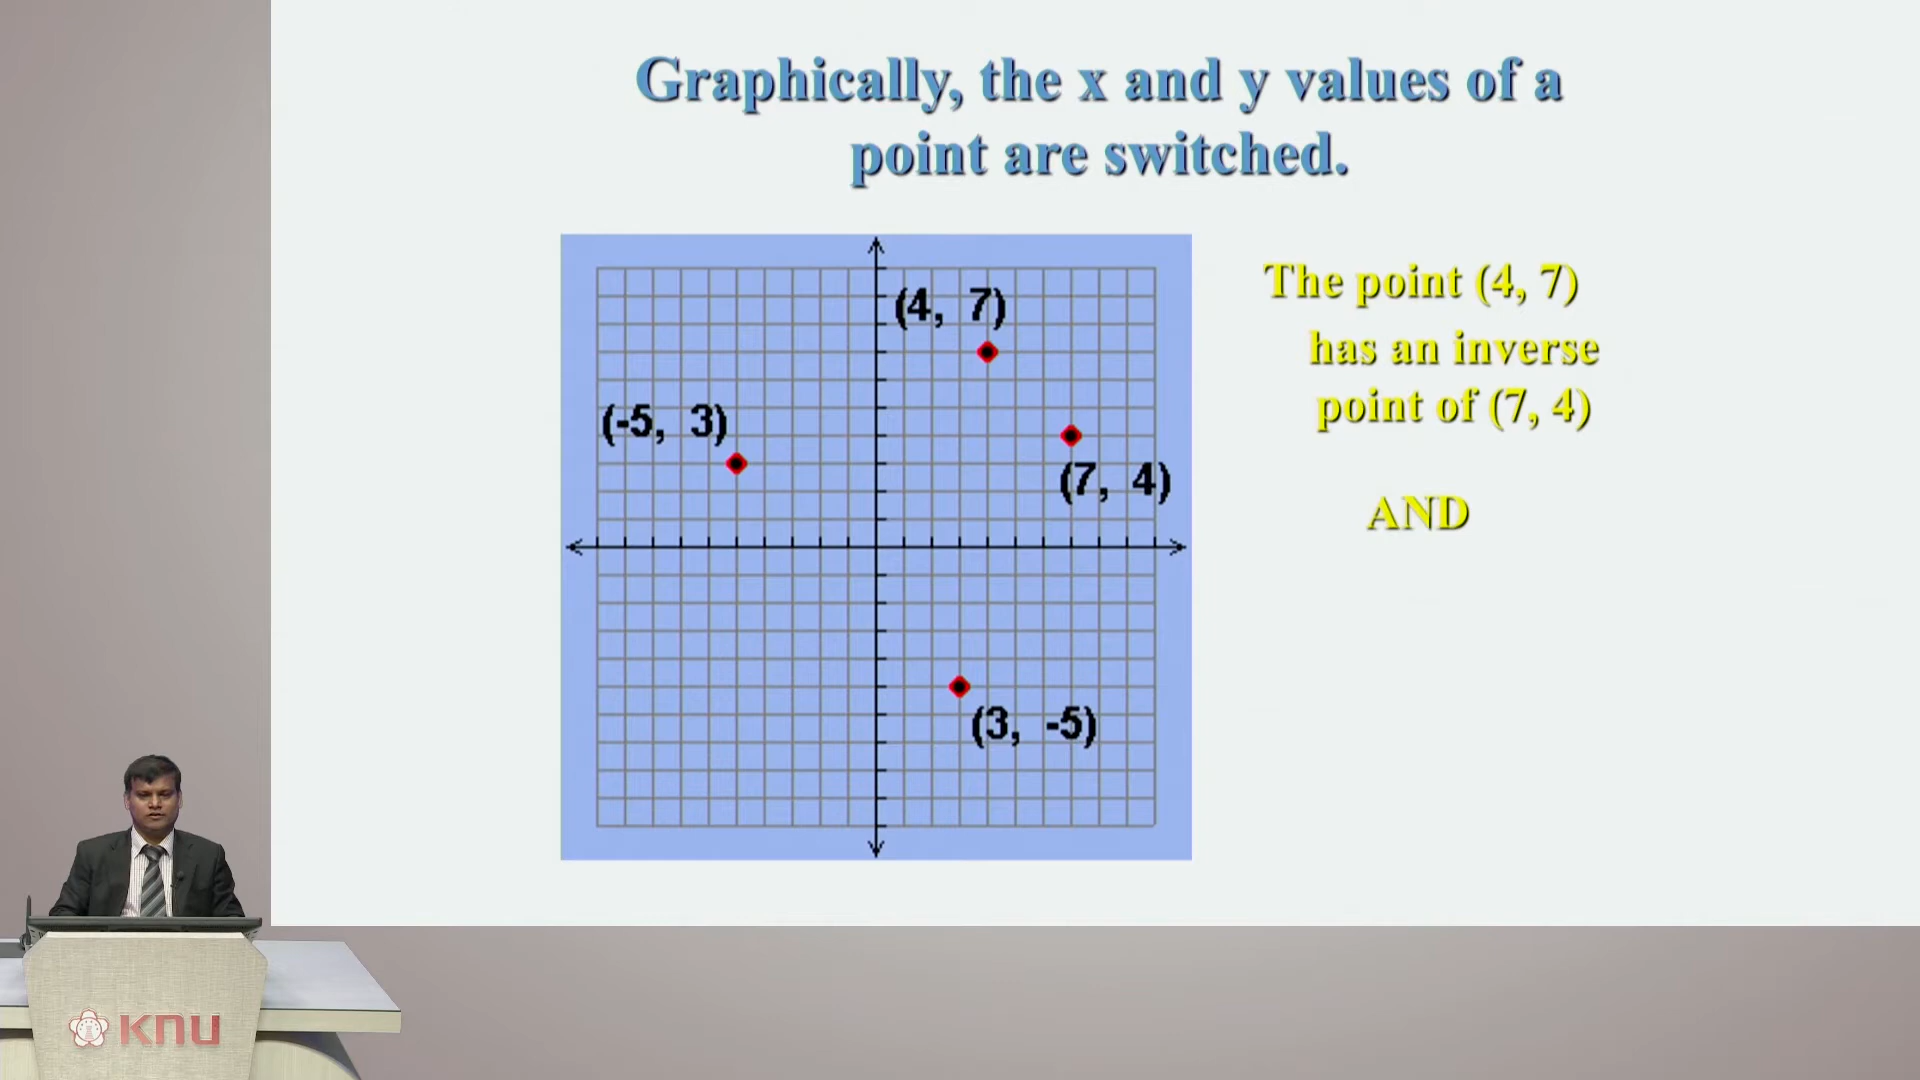 Graphically, the x and y values of a
point are switched.
(4, 7)
(-5, 3)
(7, 4)
(3, -5)
The point (4, 7)
has an inverse
point of (7, 4)
AND
KNU